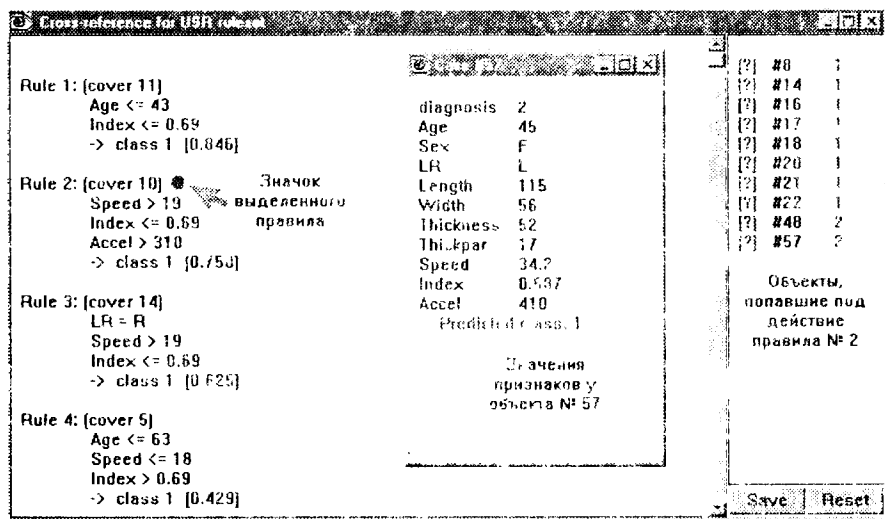 Cross-reference for USR ruleset
Rule 1: (cover 11)
Age <= 43
Index <= 0.69
-> class 1 [0.846]
Rule 2: (cover 10)
Speed > 19
Index <= 0.69
Accel > 310
-> class 1
Значок
выделенного
правила
Rule 3: (cover 14)
LR = R
Speed > 19
Index <= 0.69
-> class 1 [0.625]
Rule 4: (cover 5)
Age <= 63
Speed <= 18
Index > 0.69
-> class 1 [0.429]
diagnosis 2
Age 45
Sex F
LR L
Length 115
Width 56
Thickness 52
Thickpar 17
Speed 34.2
Index
Accel 410
Predicted class: 1
Значения
признаков у
объекта № 57
[?] #8 1
[?] #14 1
[?] #16 1
[?] #17 1
[?] #18 1
[?] #20 1
[?] #21 1
[?] #22 1
[?] #48 2
[?] #57 2
Объекты,
попавшие под
действие
правила № 2
Save Reset